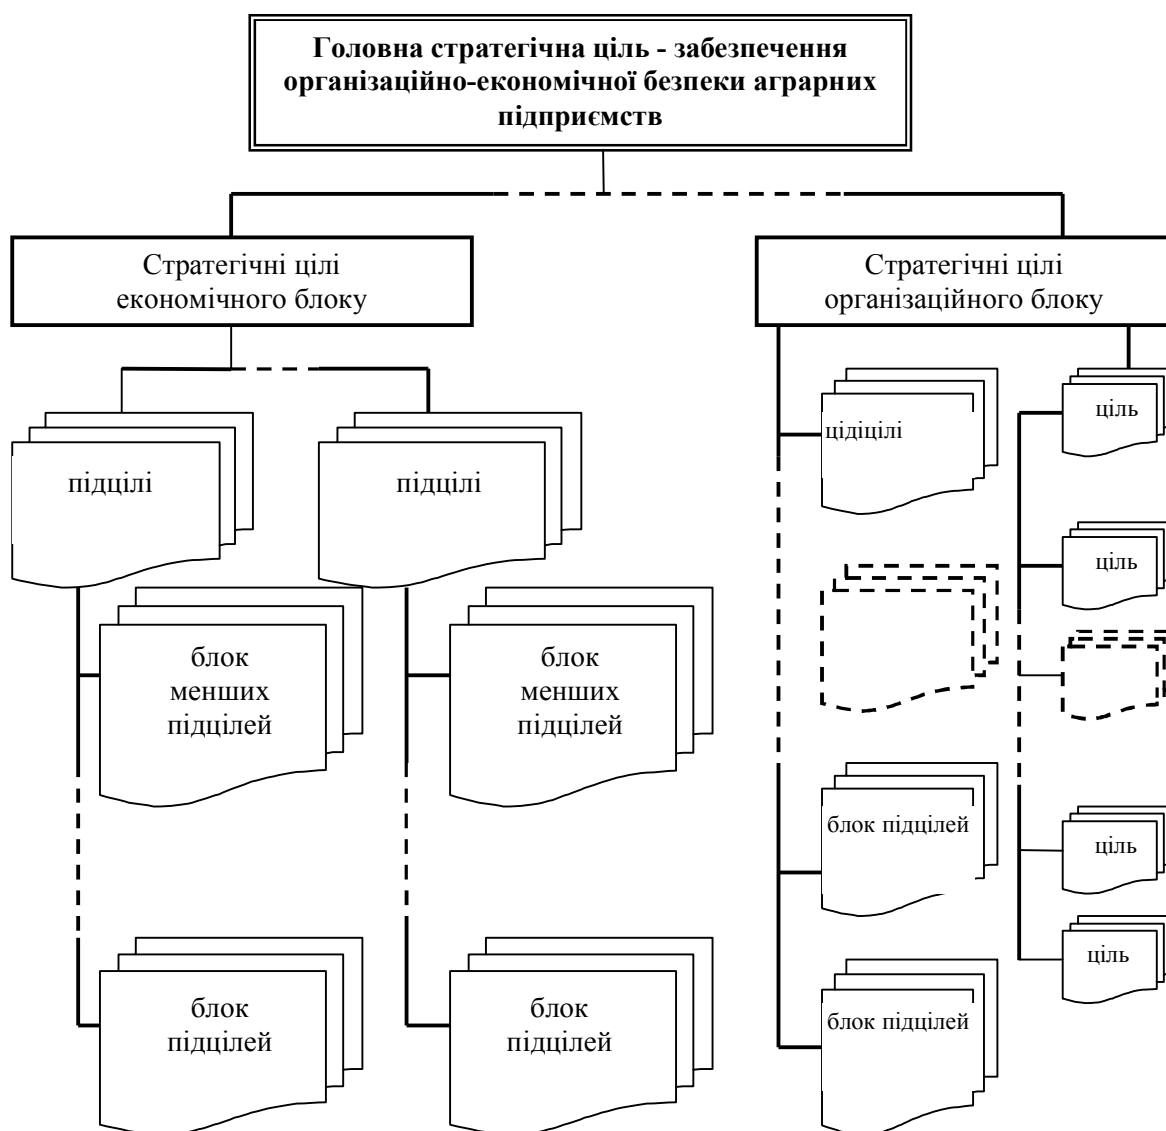 Головна стратегічна ціль - забезпечення
організаційно-економічної безпеки аграрних
підприємств
Стратегічні цілі
економічного блоку
Стратегічні цілі
організаційного блоку
підцілі
підцілі
цідіцілі
ціль
ціль
блок
менших
підцілей
блок
менших
підцілей
блок підцілей
ціль
ціль
блок
підцілей
блок
підцілей
блок підцілей